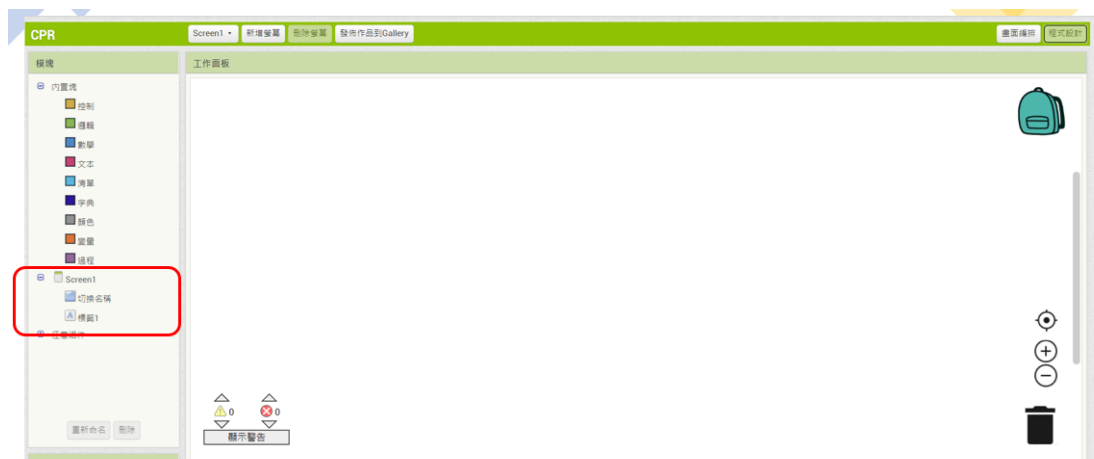 CPR
Screen1 新增螢幕 刪除螢幕 發佈作品到Gallery
畫面編排 程式設計
模塊
工作面板
內置塊
控制
邏輯
數學
文本
清單
字典
顏色
變量
過程
Screen1
切換名稱
標籤1
任意組件
重新命名 刪除
0 0
顯示警告